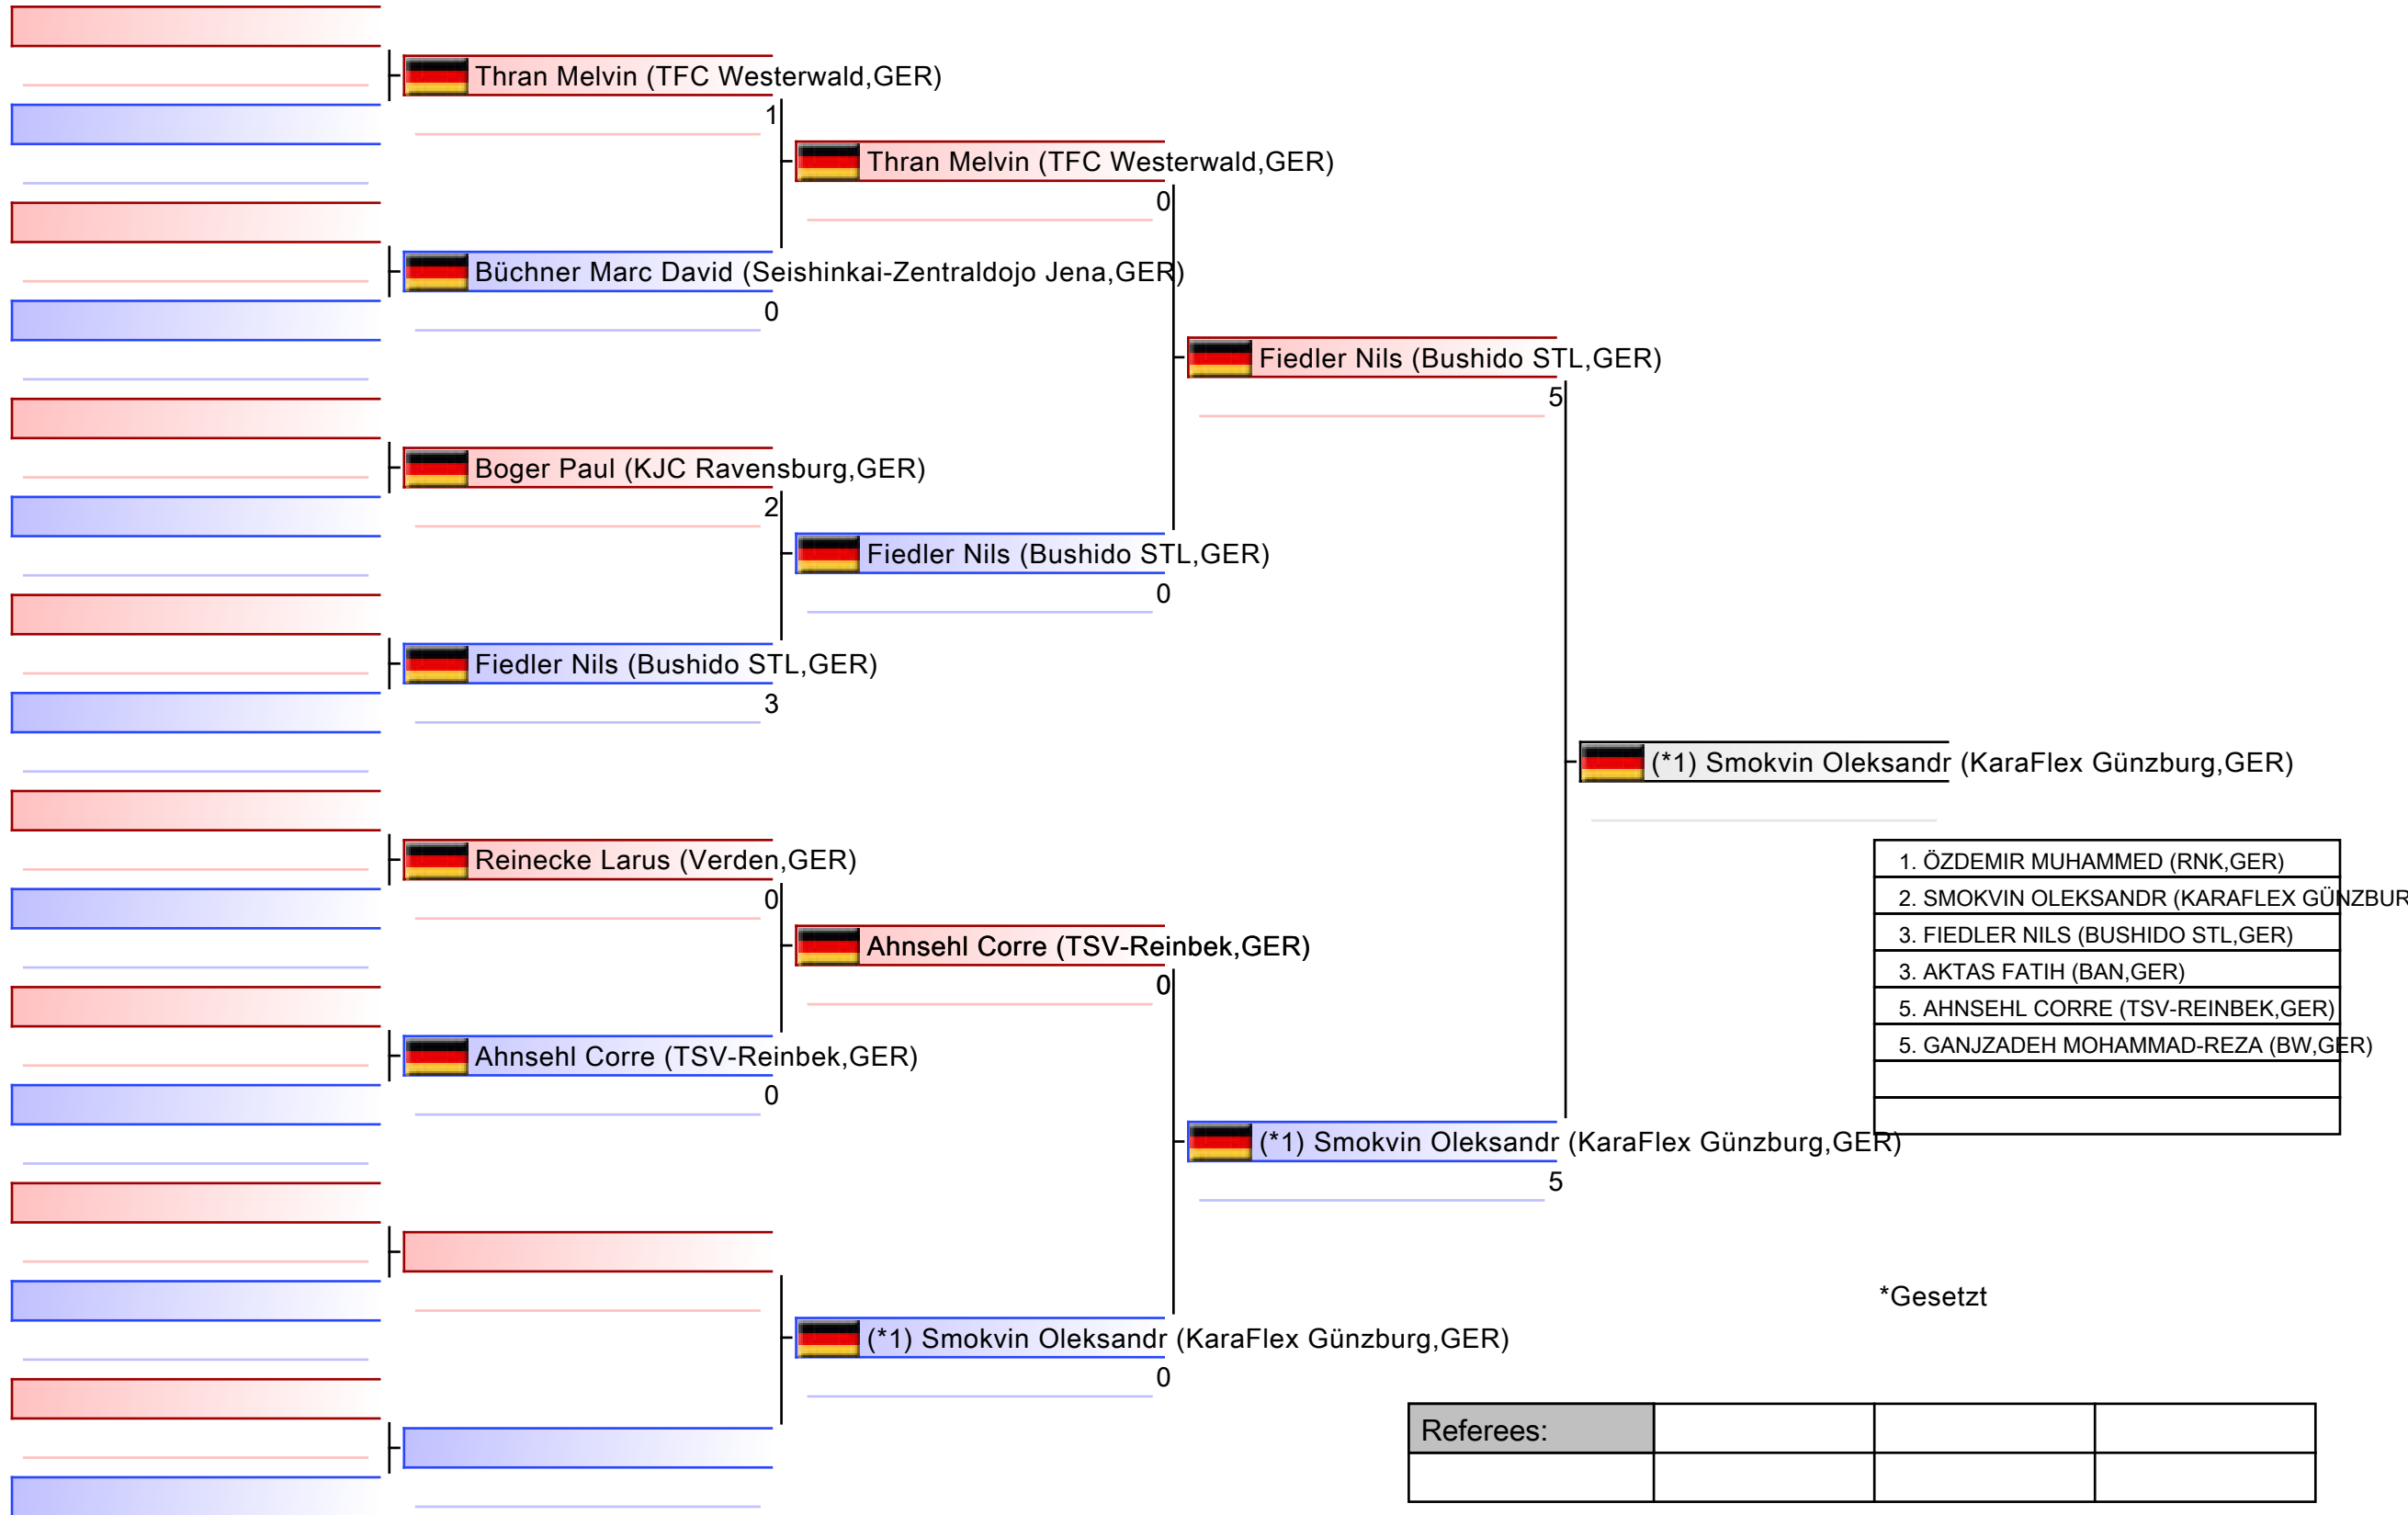 Thran Melvin (TFC Westerwald,GER)
1
Thran Melvin (TFC Westerwald,GER)
0
Büchner Marc David (Seishinkai-Zentraldojo Jena,GER)
0
Fiedler Nils (Bushido STL,GER)
5
Boger Paul (KJC Ravensburg,GER)
2
Fiedler Nils (Bushido STL,GER)
0
Fiedler Nils (Bushido STL,GER)
3
(*1) Smokvin Oleksandr (KaraFlex Günzburg,GER)
Reinecke Larus (Verden,GER)
0
Ahnsehl Corre (TSV-Reinbek,GER)
0
Ahnsehl Corre (TSV-Reinbek,GER)
0
(*1) Smokvin Oleksandr (KaraFlex Günzburg,GER)
5
(*1) Smokvin Oleksandr (KaraFlex Günzburg,GER)
0
1. ÖZDEMIR MUHAMMED (RNK,GER)
2. SMOKVIN OLEKSANDR (KARAFLEX GÜNZBUR
3. FIEDLER NILS (BUSHIDO STL,GER)
3. AKTAS FATIH (BAN,GER)
5. AHNSEHL CORRE (TSV-REINBEK,GER)
5. GANJZADEH MOHAMMAD-REZA (BW,GER)
*Gesetzt
Referees: